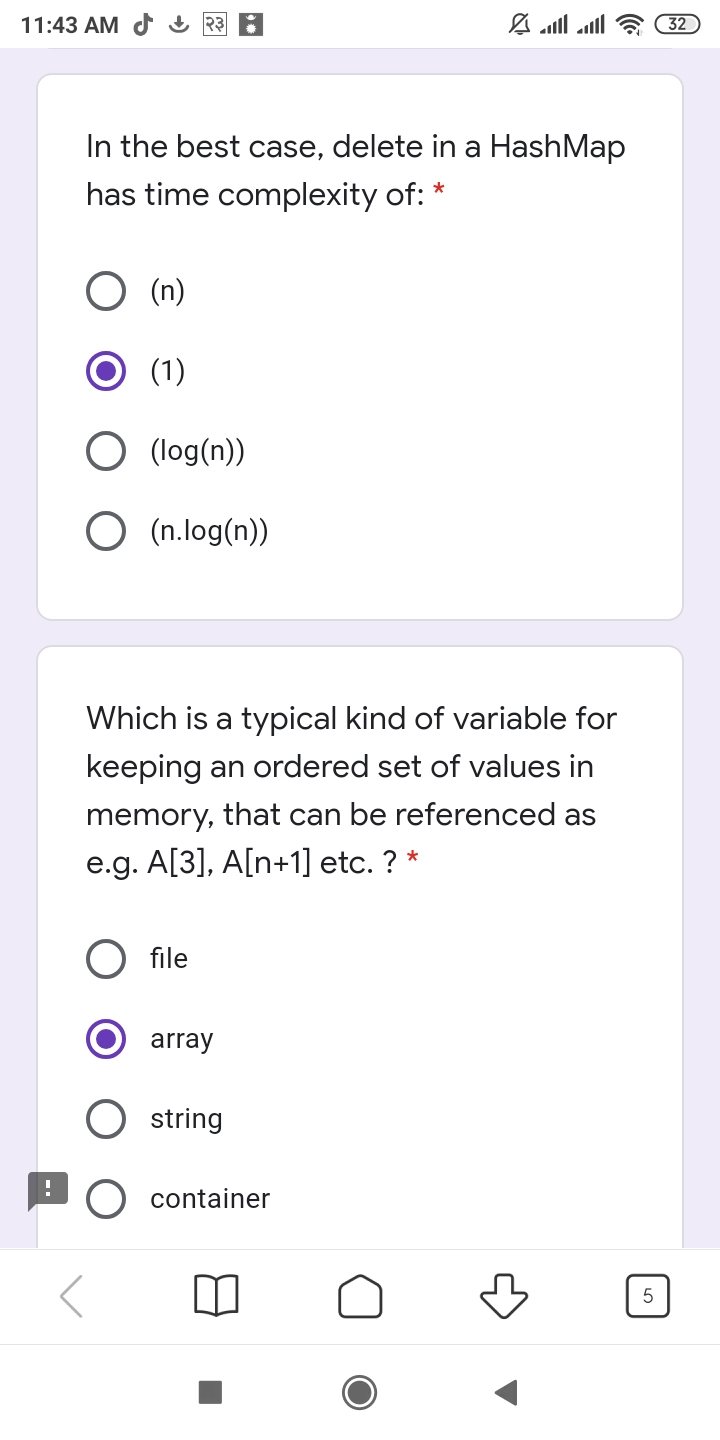 11:43 AM २३ 32
In the best case, delete in a HashMap
has time complexity of: *
(n)
(1)
(log(n))
(n.log(n))
Which is a typical kind of variable for
keeping an ordered set of values in
memory, that can be referenced as
e.g. A[3], A[n+1] etc. ? *
file
array
string
container
5